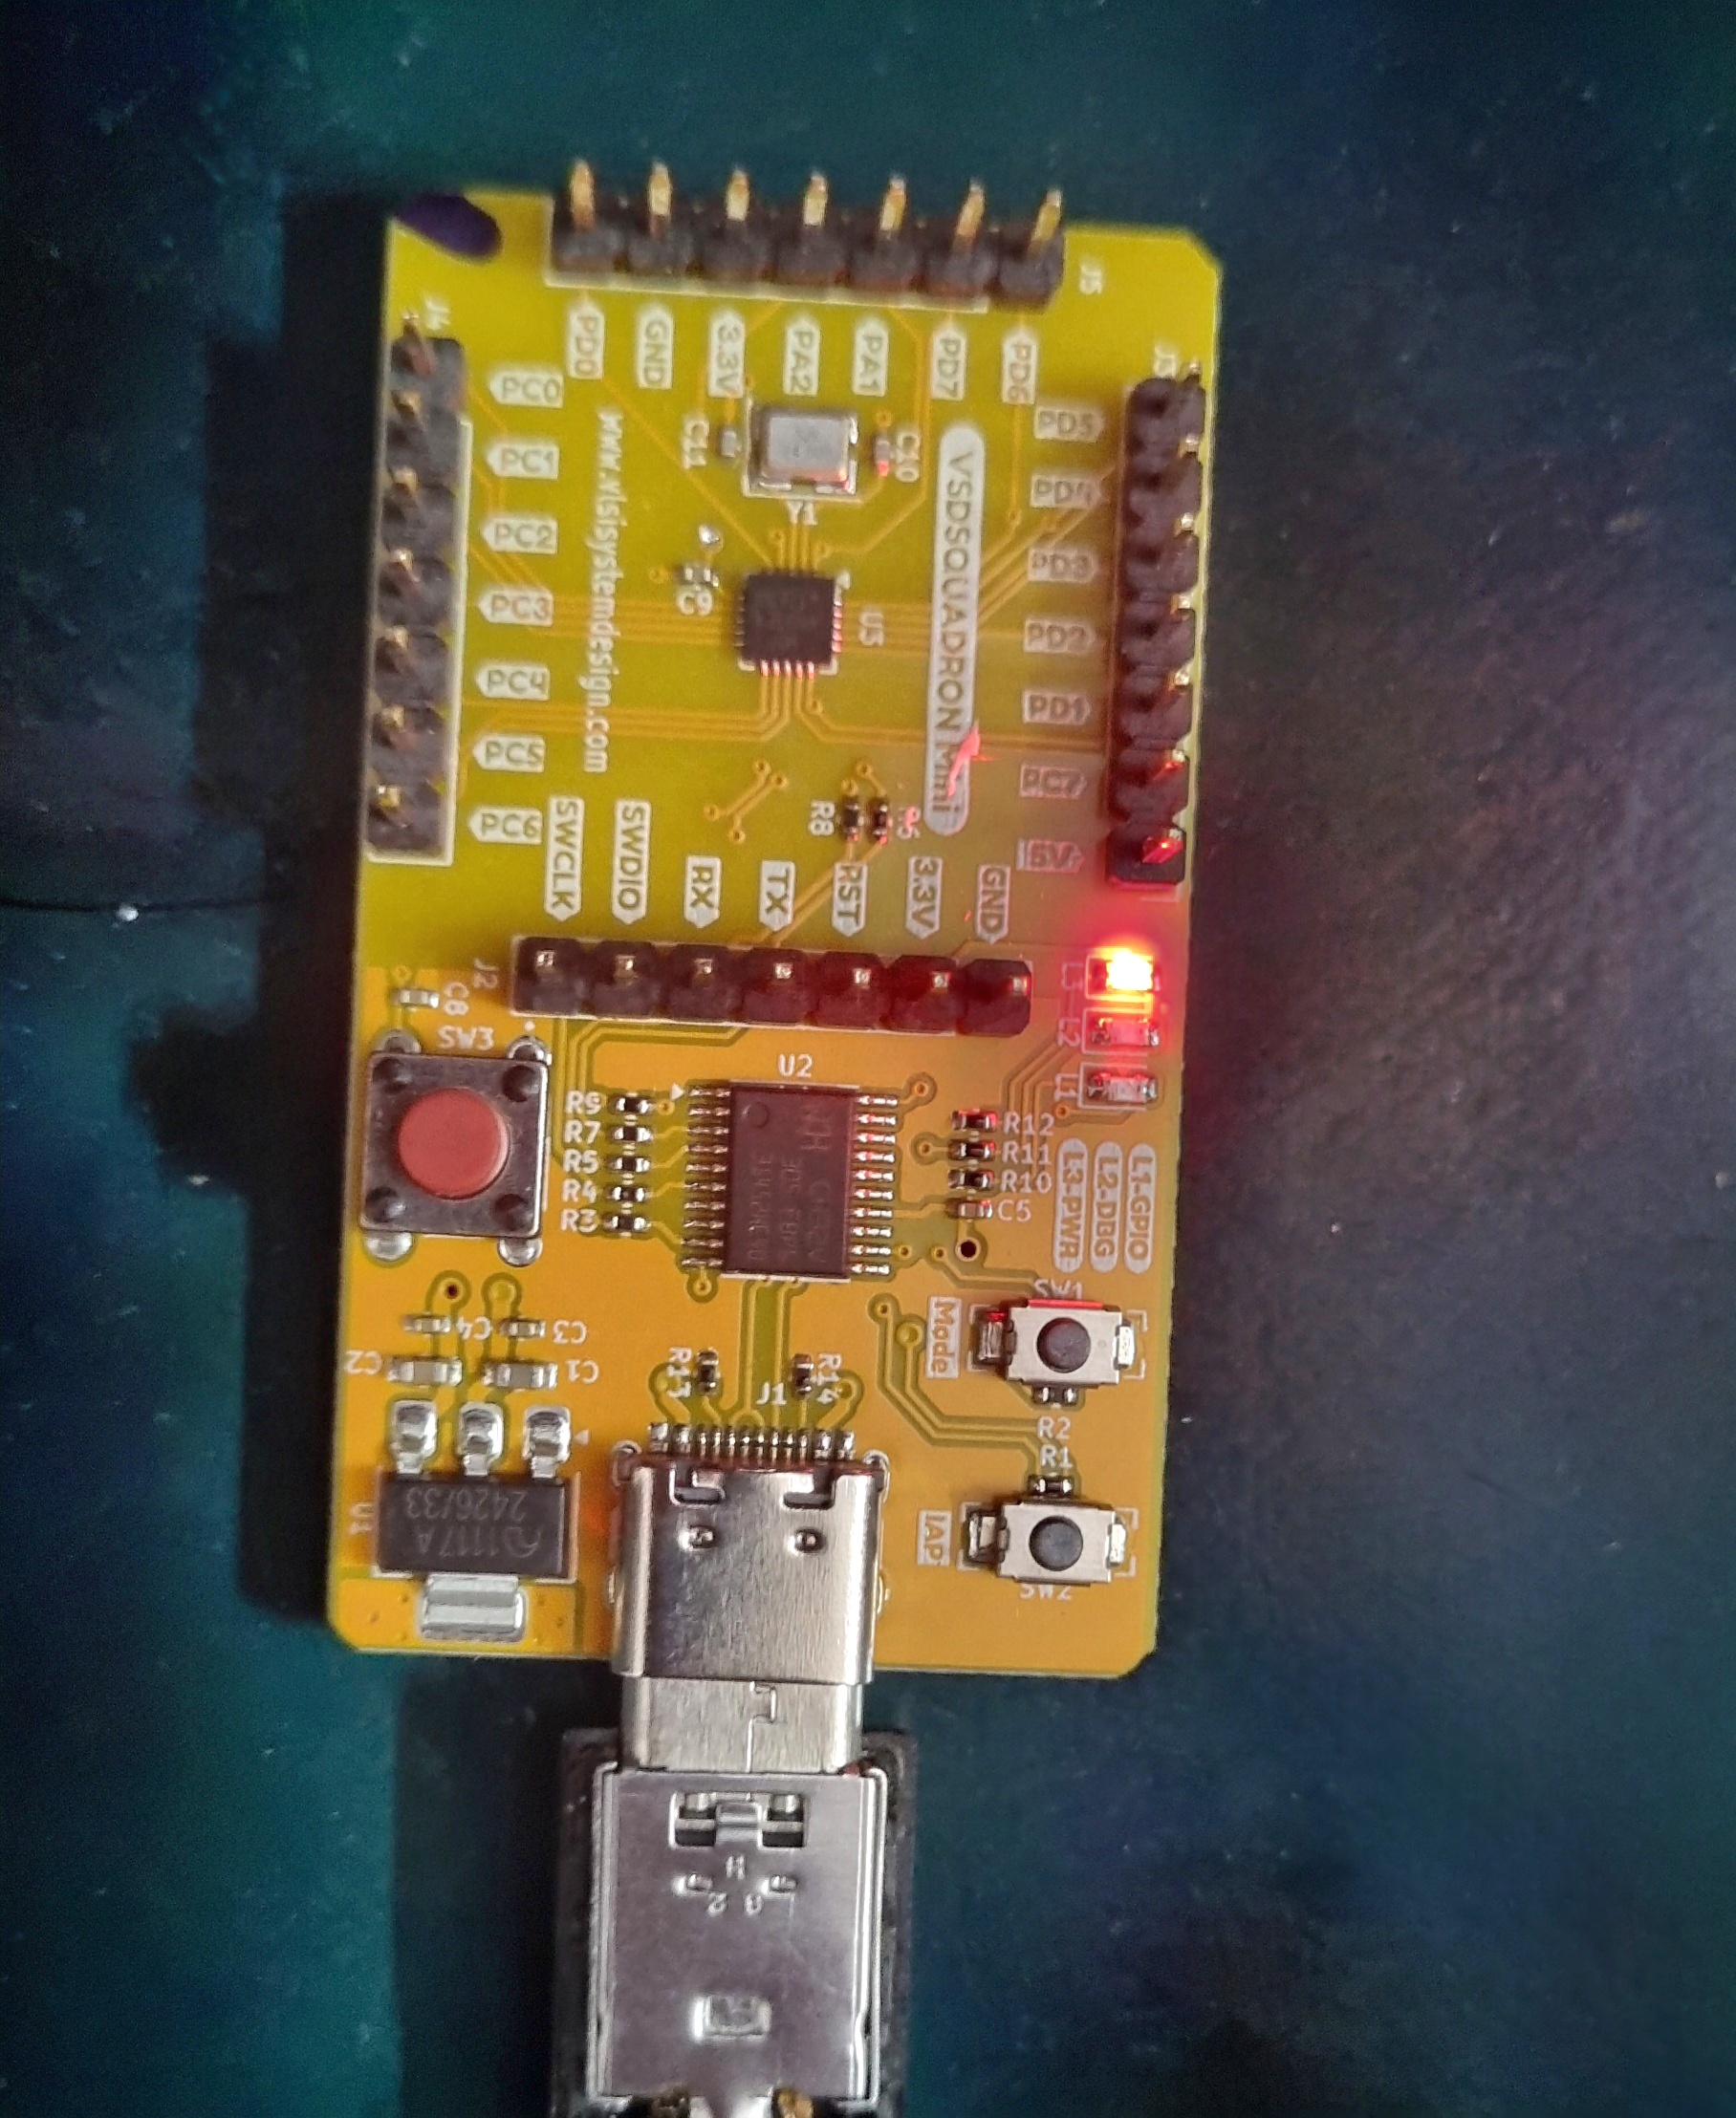 J5
PD0
GND
3.3V
PA2
PA1
PD7
PD6
J4
PC0
PC1
PC2
PC3
PC4
PC5
PC6
www.vlsisystemdesign.com
C11
C10
Y1
C9
U3
VSDSQUADRON Mini
J3
PD5
PD4
PD3
PD2
PD1
PC7
5V
R8
R6
SWCLK
SWDIO
RX
TX
RST
3.3V
GND
J2
L3
L2
L1
C8
SW3
U2
R9
R7
R5
R4
R3
R12
R11
R10
C5
L1-GPIO
L2-DBG
L3-PWR
SW1
Mode
C4
C3
C2
C1
R13
R14
J1
R2
R1
U1
1117A
2426/33
IAP
SW2